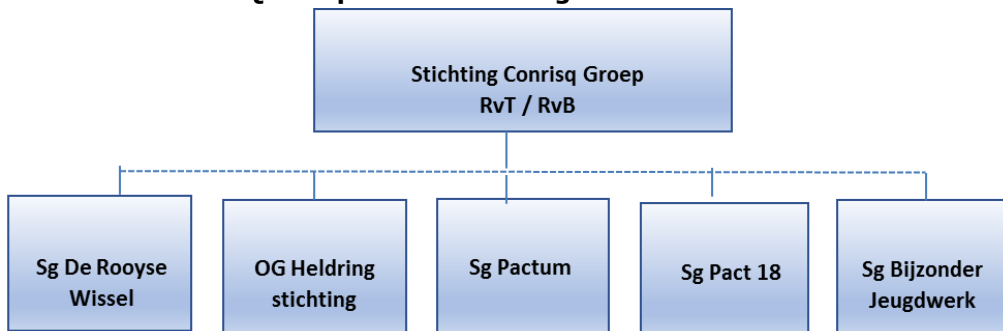 Stichting Conrisq Groep
RvT / RvB
Sg De Rooyse
Wissel
OG Heldring
stichting
Sg Pactum
Sg Pact 18
Sg Bijzonder
Jeugdwerk